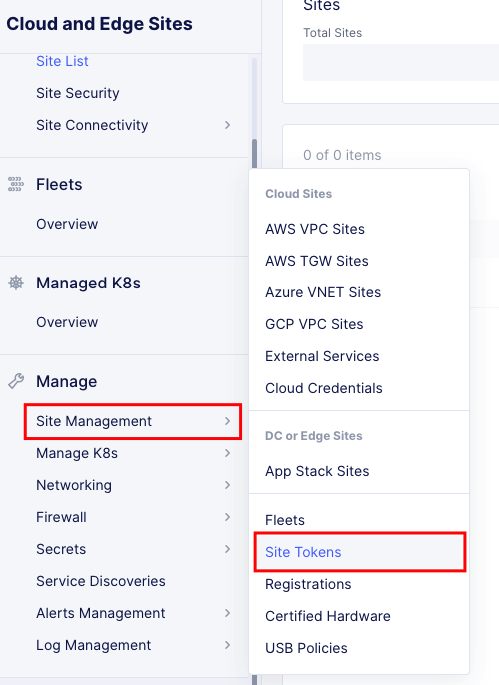 Cloud and Edge Sites
Site List
Site Security
Site Connectivity
Fleets
Overview
Managed K8s
Overview
Manage
Site Management
Manage K8s
Networking
Firewall
Secrets
Service Discoveries
Alerts Management
Log Management
Sites
Total Sites
0 of 0 items
Cloud Sites
AWS VPC Sites
AWS TGW Sites
Azure VNET Sites
GCP VPC Sites
External Services
Cloud Credentials
DC or Edge Sites
App Stack Sites
Fleets
Site Tokens
Registrations
Certified Hardware
USB Policies